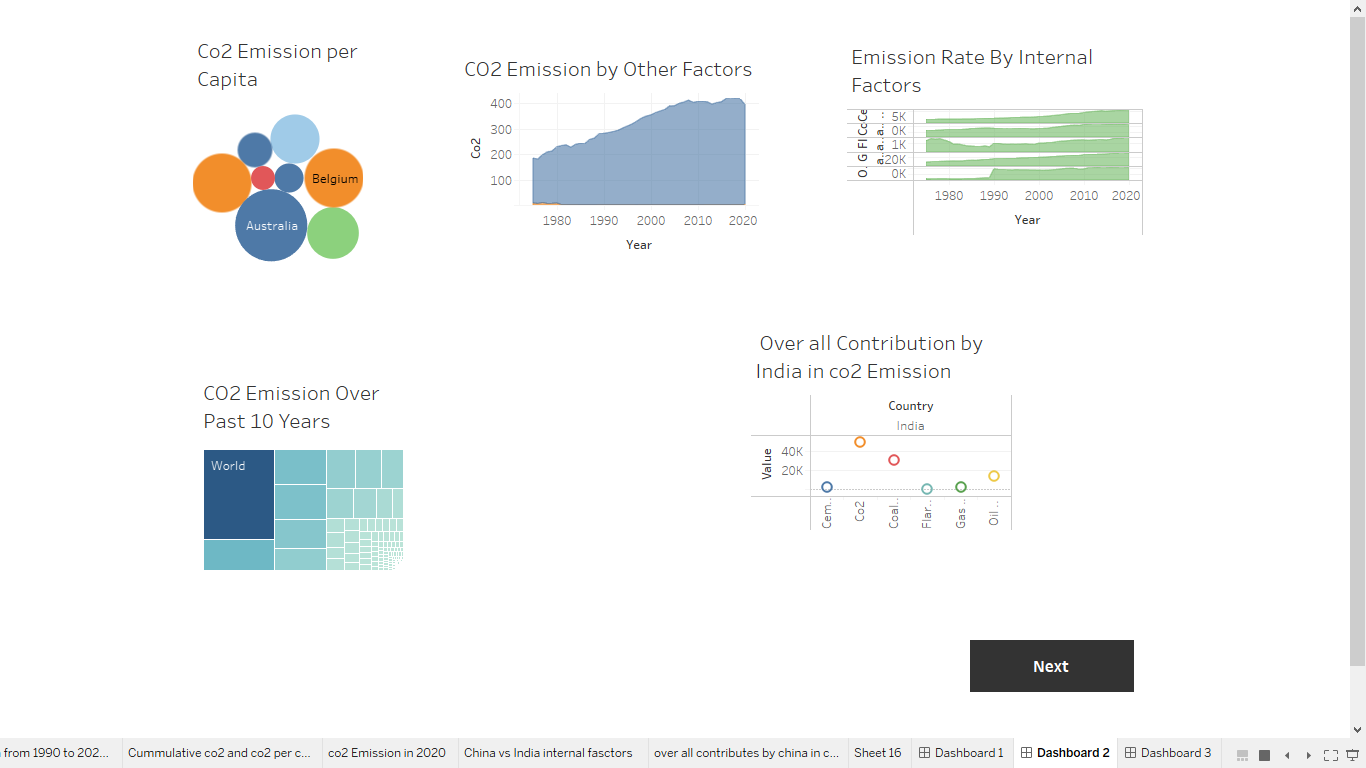 Co2 Emission per
Capita
Belgium
Australia
CO2 Emission by Other Factors
400
300
200
100
Co2
1980 1990 2000 2010 2020
Year
Emission Rate By Internal
Factors
5K
0K
1K
20K
0K
1980 1990 2000 2010 2020
Year
CO2 Emission Over
Past 10 Years
World
Over all Contribution by
India in co2 Emission
Country
India
Value
40K
20K
Cem..
Co2
Coal..
Flar..
Gas ..
Oil ..
Next
from 1990 to 202...
Cummulative co2 and co2 per c...
co2 Emission in 2020
China vs India internal fasctors
over all contributes by china in c...
Sheet 16
Dashboard 1
Dashboard 2
Dashboard 3